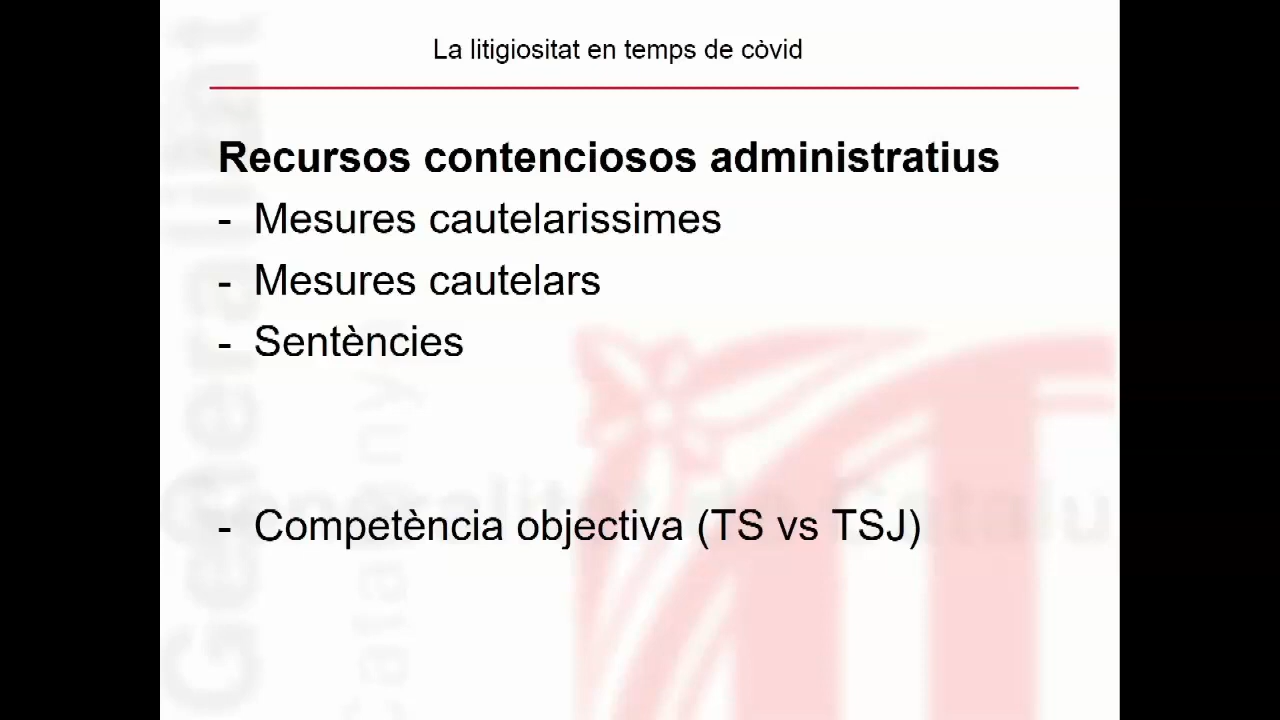 La litigiositat en temps de còvid
Recursos contenciosos administratius
- Mesures cautelarissimes
- Mesures cautelars
- Sentències
- Competència objectiva (TS vs TSJ)
Generalitat